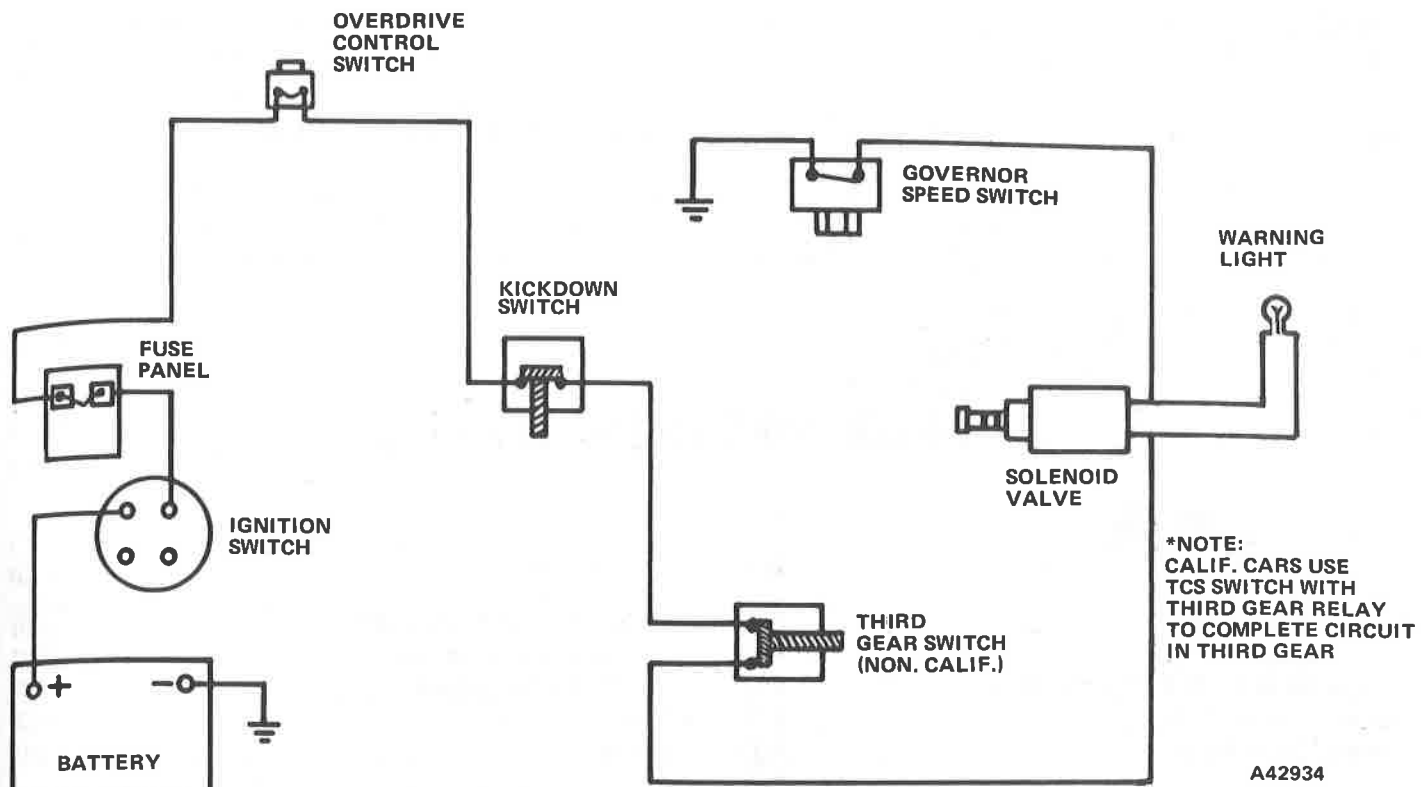 OVERDRIVE
CONTROL
SWITCH
GOVERNOR
SPEED SWITCH
WARNING
LIGHT
KICKDOWN
SWITCH
FUSE
PANEL
SOLENOID
VALVE
IGNITION
SWITCH
*NOTE:
CALIF. CARS USE
TCS SWITCH WITH
THIRD GEAR RELAY
TO COMPLETE CIRCUIT
IN THIRD GEAR
THIRD
GEAR SWITCH
(NON. CALIF.)
+ -
BATTERY
A42934